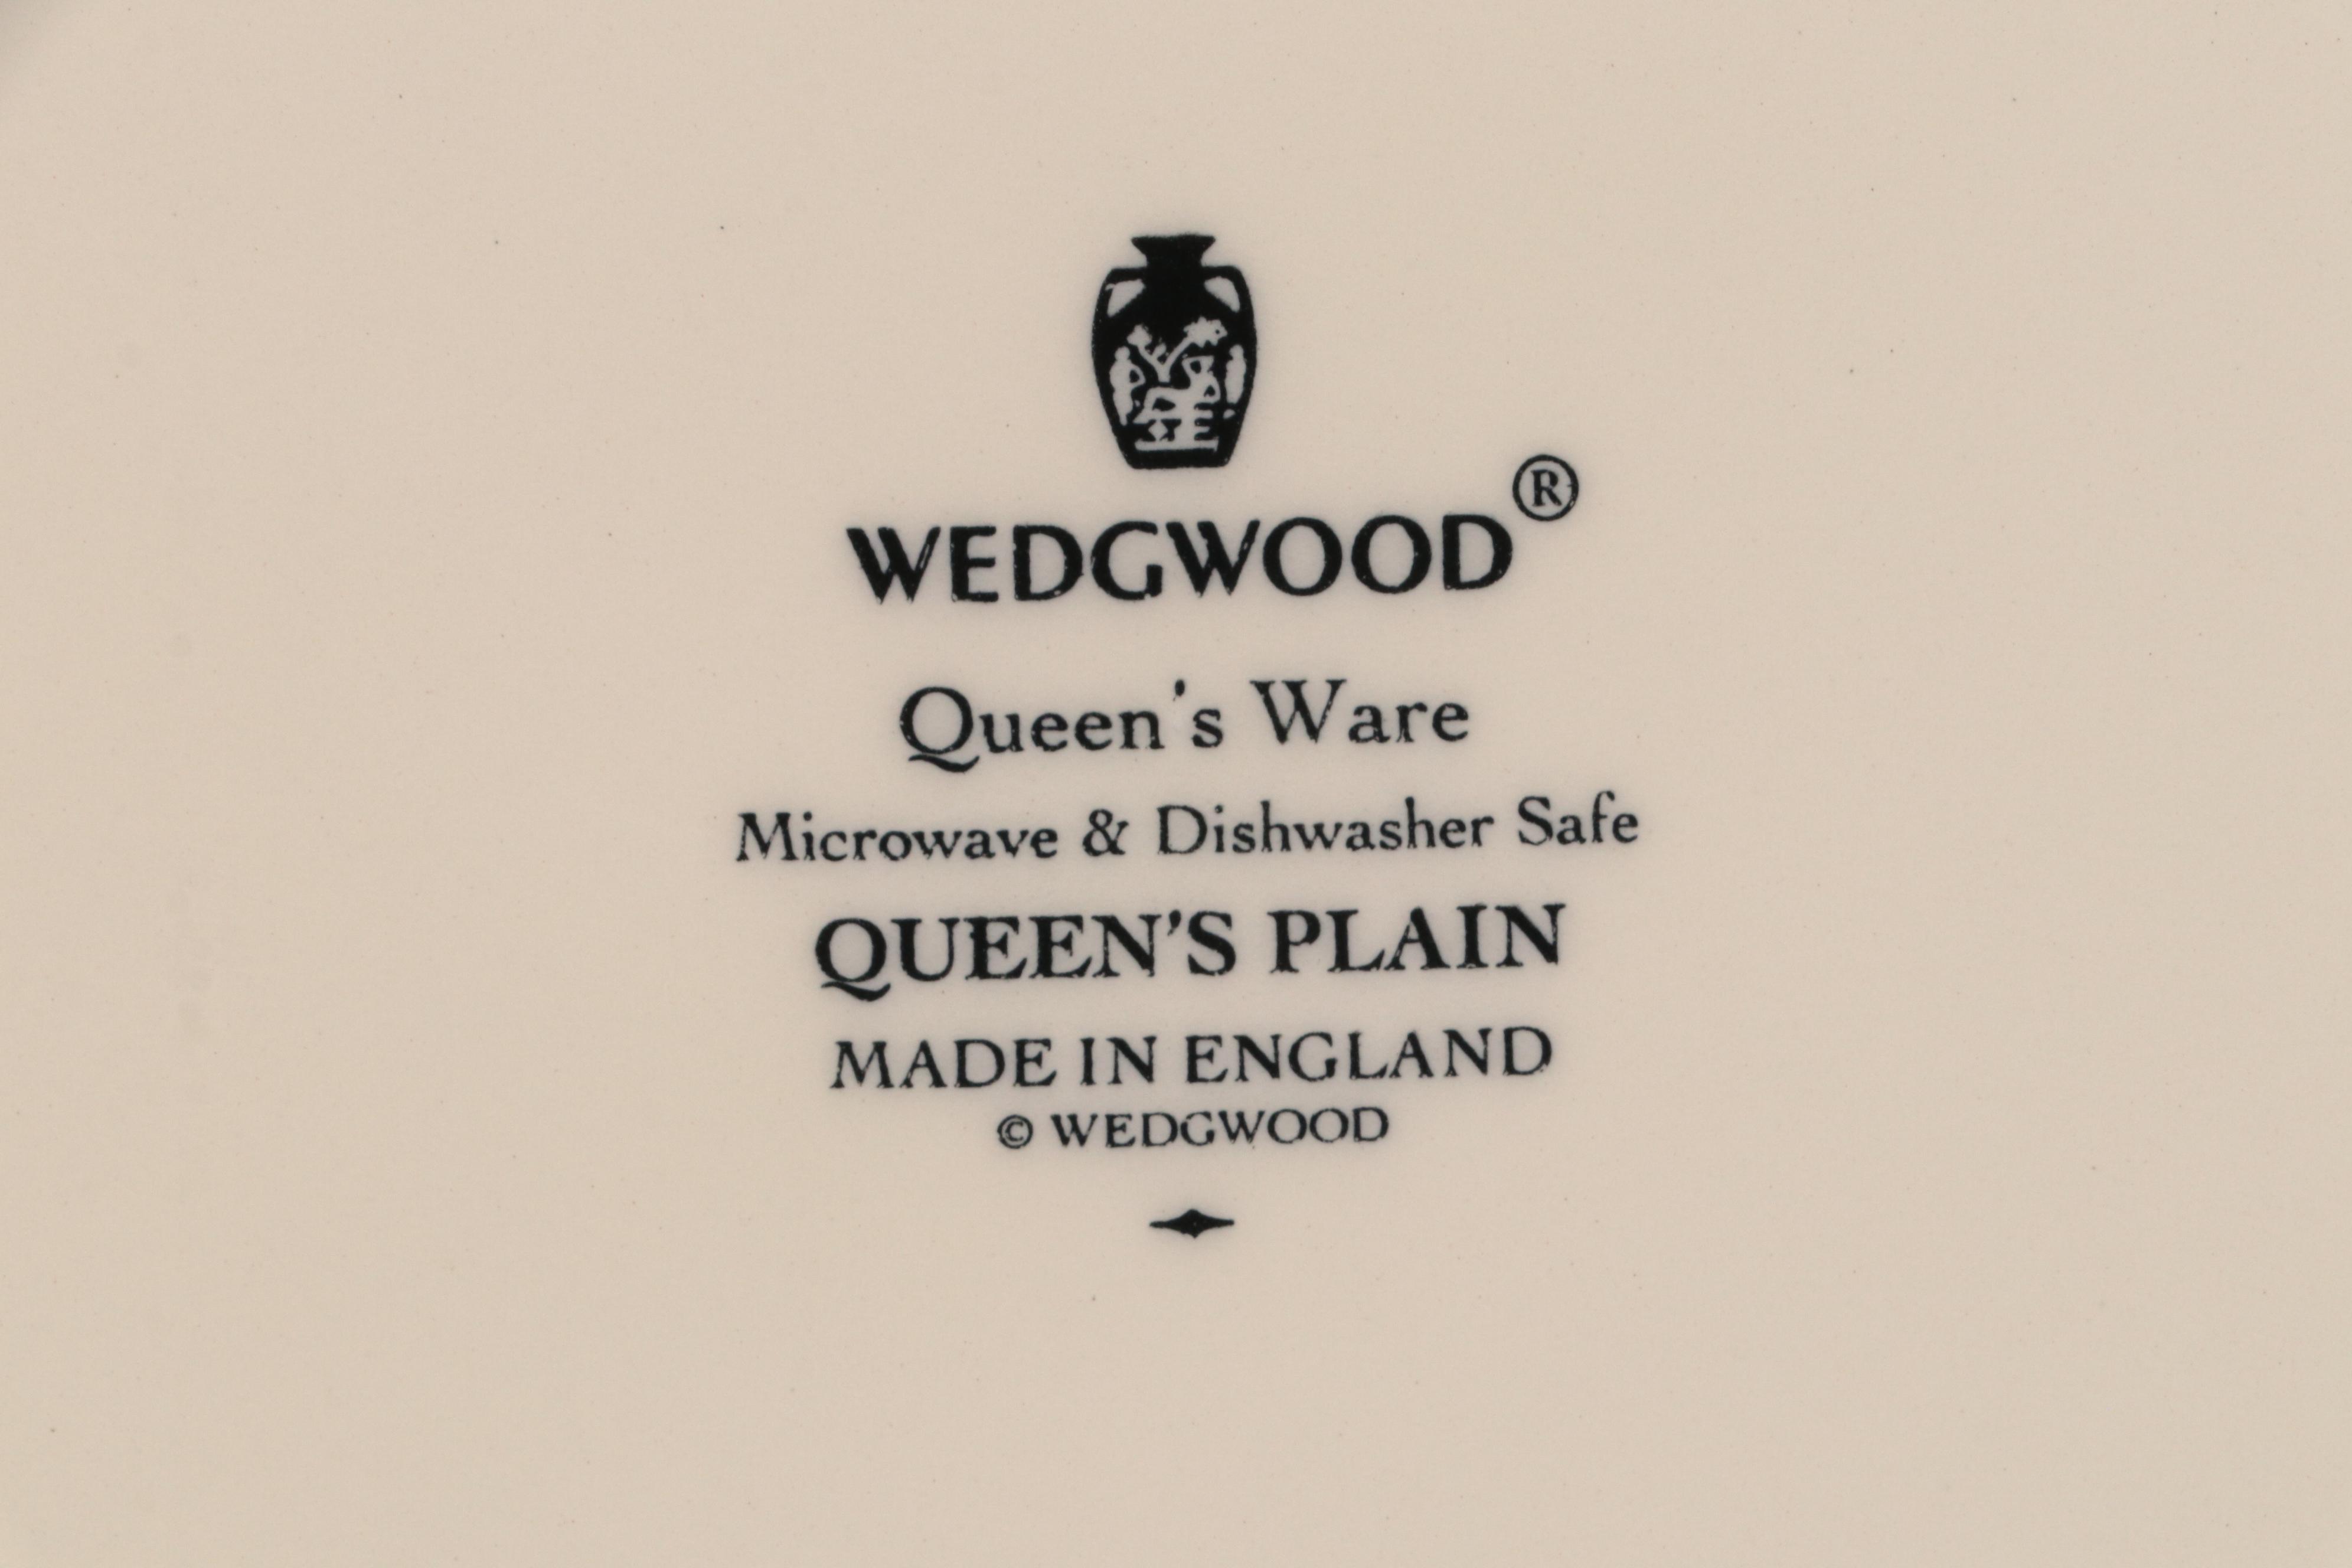 WEDGWOOD®
Queen's Ware
Microwave & Dishwasher Safe
QUEEN'S PLAIN
MADE IN ENGLAND
© WEDGWOOD